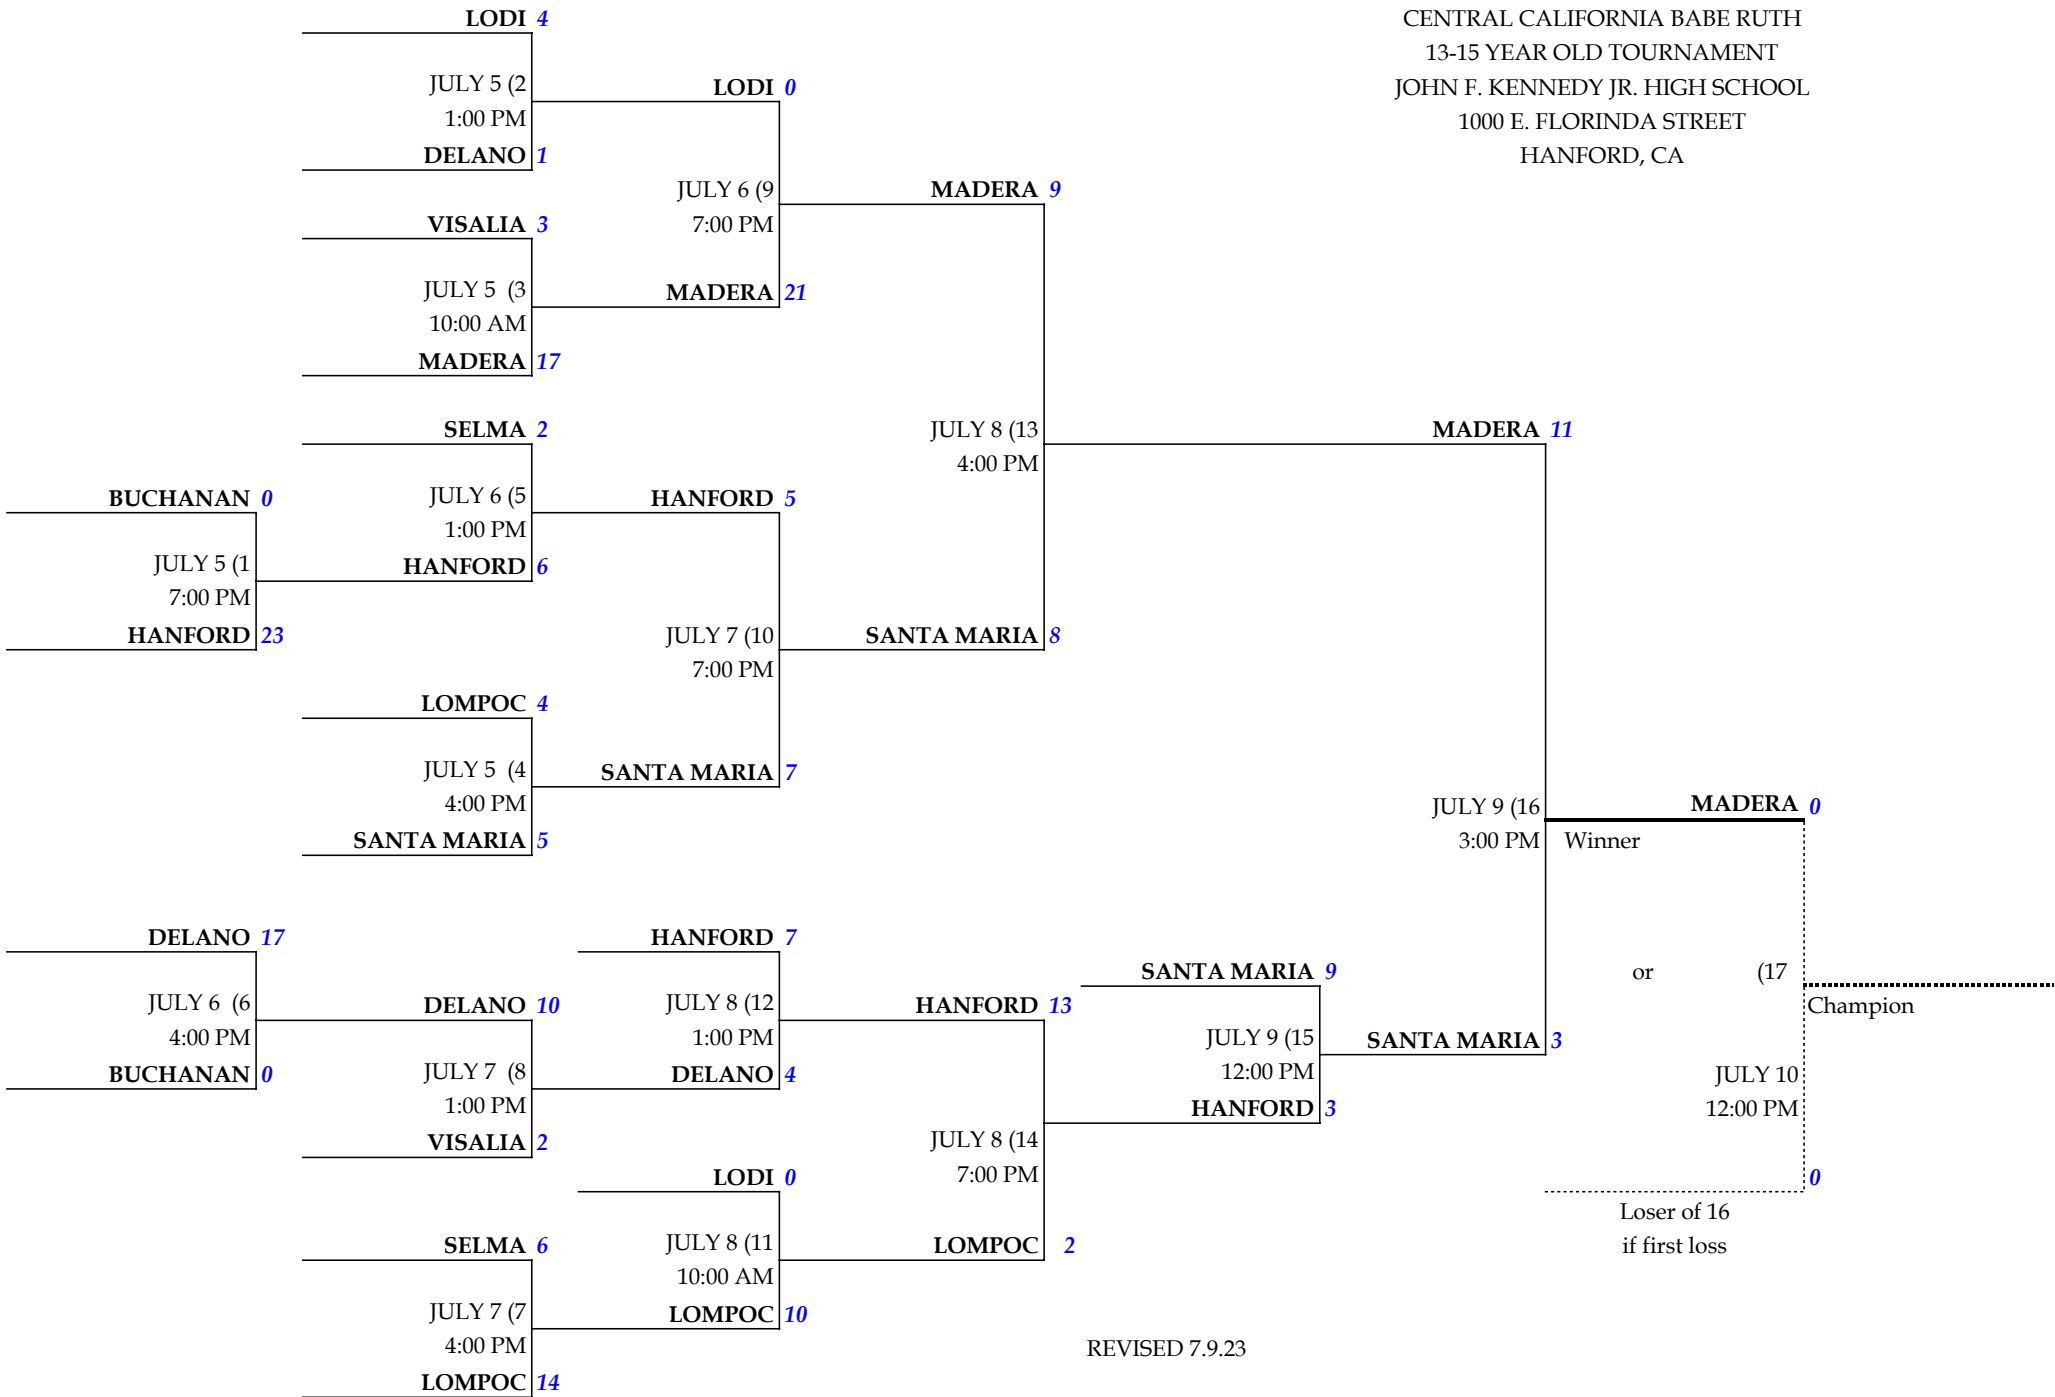 CENTRAL CALIFORNIA BABE RUTH
13-15 YEAR OLD TOURNAMENT
JOHN F. KENNEDY JR. HIGH SCHOOL
1000 E. FLORINDA STREET
HANFORD, CA
LODI 4
JULY 5 (2
1:00 PM
DELANO 1
LODI 0
JULY 6 (9
7:00 PM
VISALIA 3
JULY 5 (3
10:00 AM
MADERA 17
MADERA 21
MADERA 9
JULY 8 (13
4:00 PM
SELMA 2
JULY 6 (5
1:00 PM
HANFORD 6
BUCHANAN 0
JULY 5 (1
7:00 PM
HANFORD 23
HANFORD 5
JULY 7 (10
7:00 PM
SANTA MARIA 8
LOMPOC 4
JULY 5 (4
4:00 PM
SANTA MARIA 5
SANTA MARIA 7
MADERA 11
JULY 9 (16
3:00 PM
MADERA 0
Winner
DELANO 17
JULY 6 (6
4:00 PM
BUCHANAN 0
DELANO 10
JULY 7 (8
1:00 PM
VISALIA 2
HANFORD 7
JULY 8 (12
1:00 PM
DELANO 4
HANFORD 13
JULY 8 (14
7:00 PM
LOMPOC 2
SANTA MARIA 9
JULY 9 (15
12:00 PM
HANFORD 3
SANTA MARIA 3
or (17
Champion
JULY 10
12:00 PM
0
Loser of 16
if first loss
LODI 0
JULY 8 (11
10:00 AM
LOMPOC 10
SELMA 6
JULY 7 (7
4:00 PM
LOMPOC 14
REVISED 7.9.23